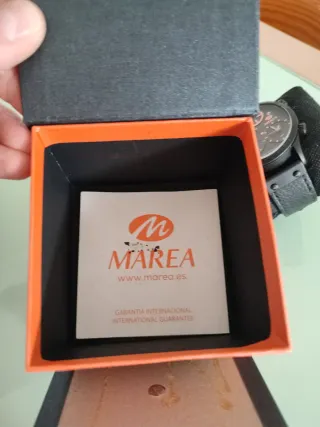 M
MAREA
www.marea.es
GARANTIA INTERNACIONAL
INTERNATIONAL GUARANTEE